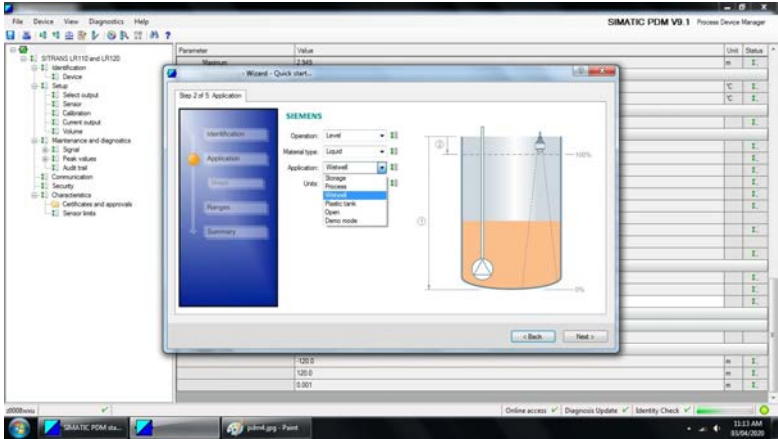 File Device View Diagnostics Help
SIMATIC PDM V9.1 Process Device Manager
Parameter Value Unit Status
SITRANS LR110 and LR120
Identification
Device
Setup
Select output
Sensor
Calibration
Current output
Volume
Maintenance and diagnostics
Signal
Peak values
Audit trail
Communication
Security
Characteristics
Certificates and approvals
Sensor limits
Maximum 2.949 m
- Wizard - Quick start...
Step 2 of 5: Application
Identification
Application
Ranges
Summary
SIEMENS
Operation: Level
Material type: Liquid
Application: Wetwell
Storage
Process
Wetwell
Plastic tank
Open
Demo mode
Units:
2
100%
1
0%
< Back Next >
°C
°C
-120.0 m
120.0 m
0.001 m
Online access Diagnosis Update Identity Check
SIMATIC PDM sta...
pdm4.jpg - Paint
11:13 AM
03/04/2020